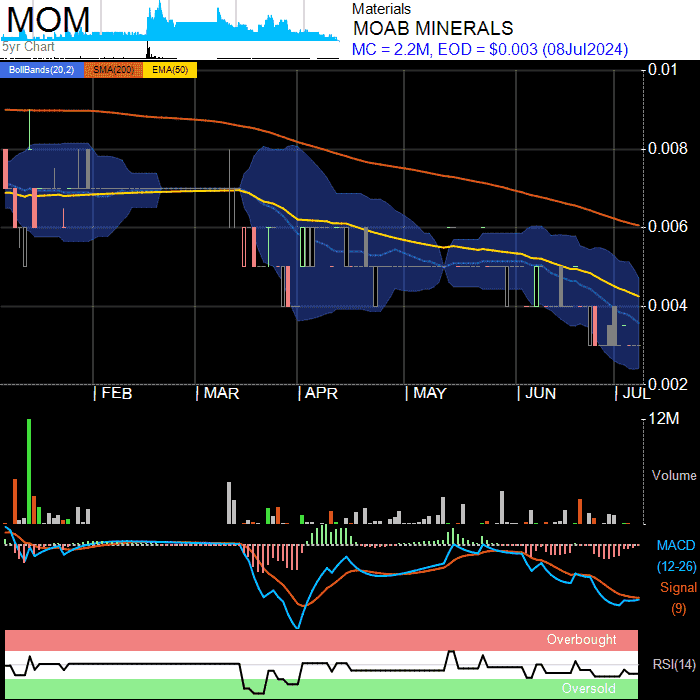 MOM
5yr Chart
Materials
MOAB MINERALS
MC = 2.2M, EOD = $0.003 (08Jul2024)
BollBands(20,2) SMA(200) EMA(50)
0.01
0.008
0.006
0.004
0.002
FEB MAR APR MAY JUN JUL
12M
Volume
MACD
(12-26)
Signal
(9)
Overbought
RSI(14)
Oversold